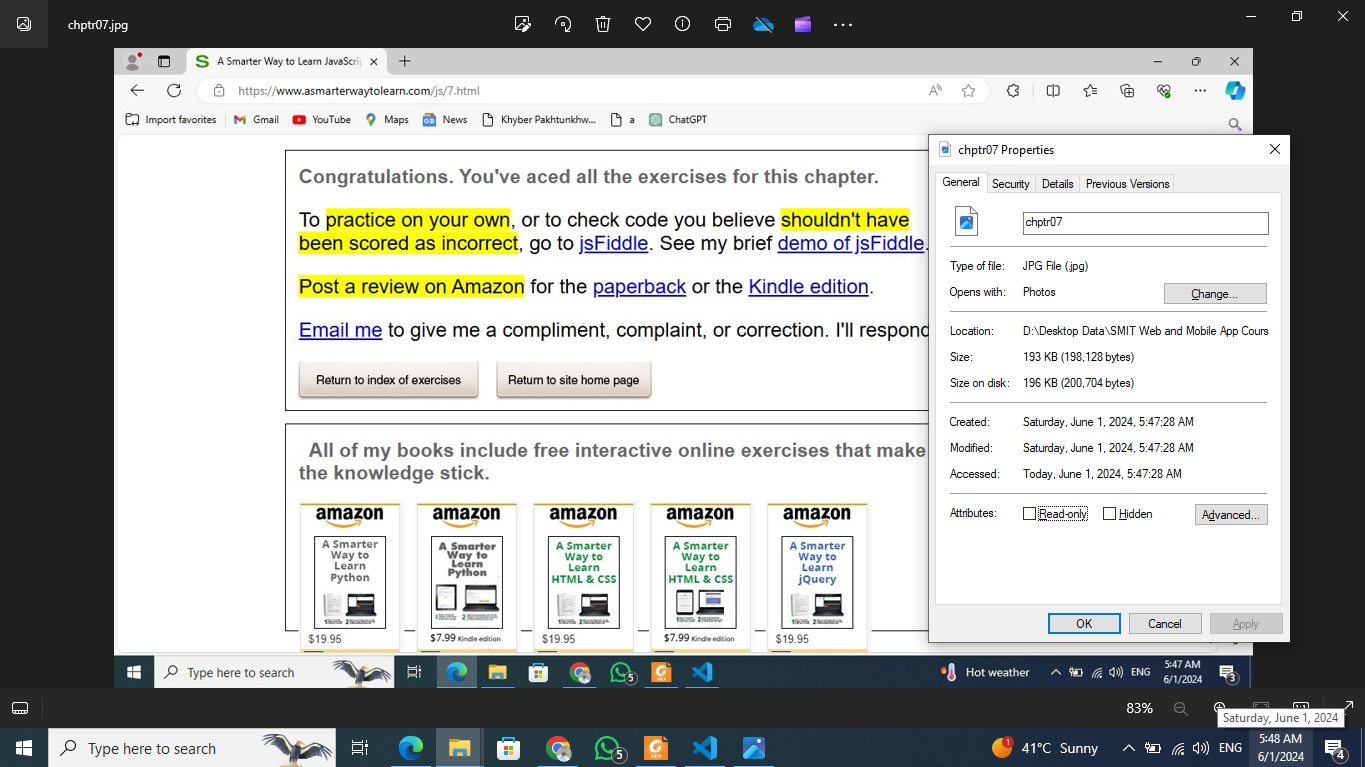 chptr07.jpg
A Smarter Way to Learn JavaScri
https://www.asmarterwaytolearn.com/js/7.html
Import favorites
Gmail
YouTube
Maps
News
Khyber Pakhtunkhw...
a
ChatGPT
Congratulations. You've aced all the exercises for this chapter.
To practice on your own, or to check code you believe shouldn't have
been scored as incorrect, go to jsFiddle. See my brief demo of jsFiddle.
Post a review on Amazon for the paperback or the Kindle edition.
Email me to give me a compliment, complaint, or correction. I'll respond
Return to index of exercises
Return to site home page
All of my books include free interactive online exercises that make
the knowledge stick.
amazon
A Smarter
Way to
Learn
Python
$19.95
amazon
A Smarter
Way to
Learn
Python
$7.99 Kindle edition
amazon
A Smarter
Way to
Learn
HTML & CSS
$19.95
amazon
A Smarter
Way to
Learn
HTML & CSS
$7.99 Kindle edition
amazon
A Smarter
Way to
Learn
jQuery
$19.95
chptr07 Properties
General
Security
Details
Previous Versions
chptr07
Type of file: JPG File (.jpg)
Opens with: Photos
Change...
Location: D:\Desktop Data\SMIT Web and Mobile App Cours
Size: 193 KB (198,128 bytes)
Size on disk: 196 KB (200,704 bytes)
Created: Saturday, June 1, 2024, 5:47:28 AM
Modified: Saturday, June 1, 2024, 5:47:28 AM
Accessed: Today, June 1, 2024, 5:47:28 AM
Attributes: Read-only Hidden
Advanced...
OK
Cancel
Apply
Type here to search
5
Hot weather
ENG
5:47 AM
6/1/2024
3
83%
Saturday, June 1, 2024
Type here to search
5
1
41°C Sunny
ENG
5:48 AM
6/1/2024
4